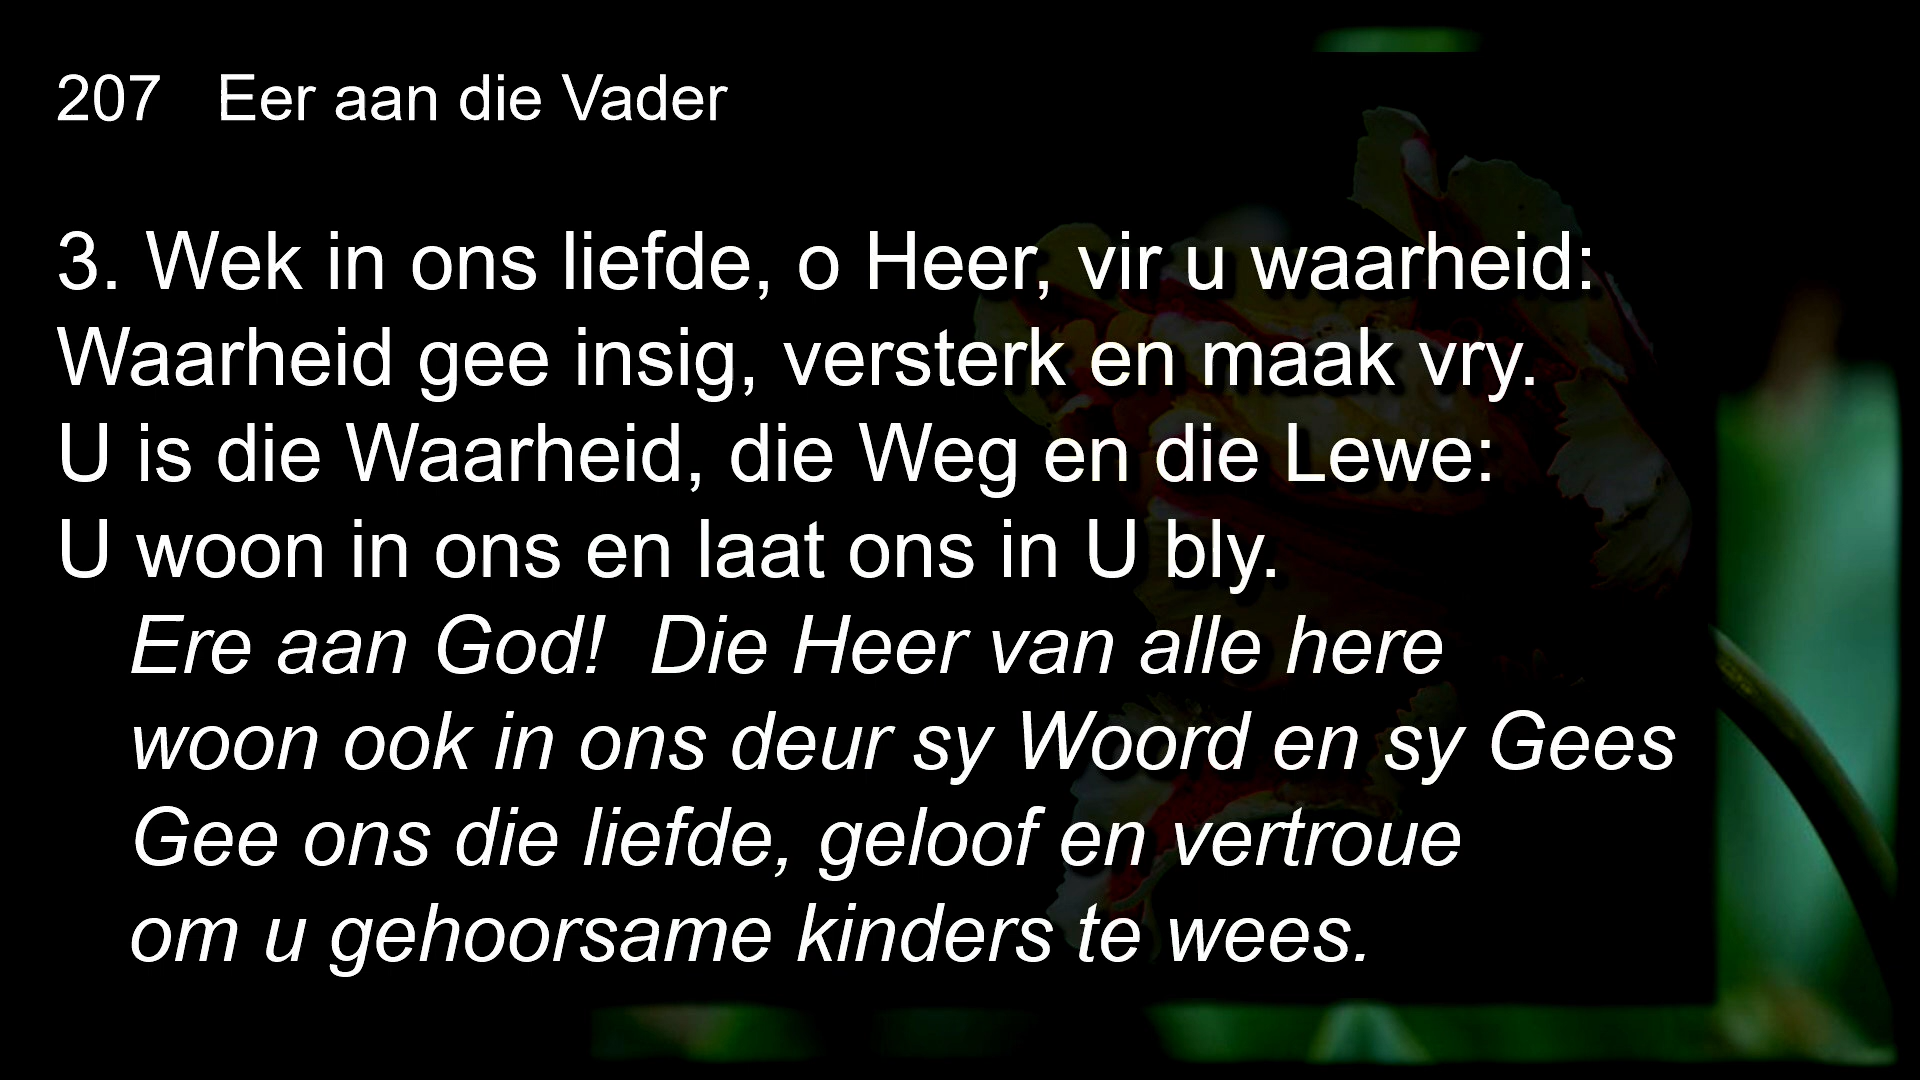 207 Eer aan die Vader
3. Wek in ons liefde, o Heer, vir u waarheid:
Waarheid gee insig, versterk en maak vry.
U is die Waarheid, die Weg en die Lewe:
U woon in ons en laat ons in U bly.
Ere aan God! Die Heer van alle here
woon ook in ons deur sy Woord en sy Gees
Gee ons die liefde, geloof en vertroue
om u gehoorsame kinders te wees.